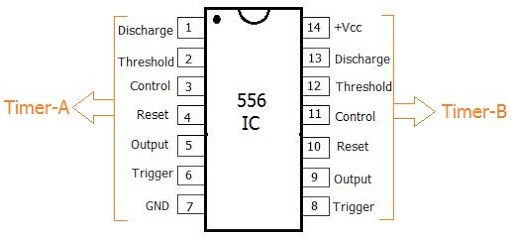 Discharge 1 14 +Vcc
Threshold 2 13 Discharge
Control 3 12 Threshold
Timer-A
Reset 4 11 Control
Timer-B
556
IC
Output 5 10 Reset
Trigger 6 9 Output
GND 7 8 Trigger